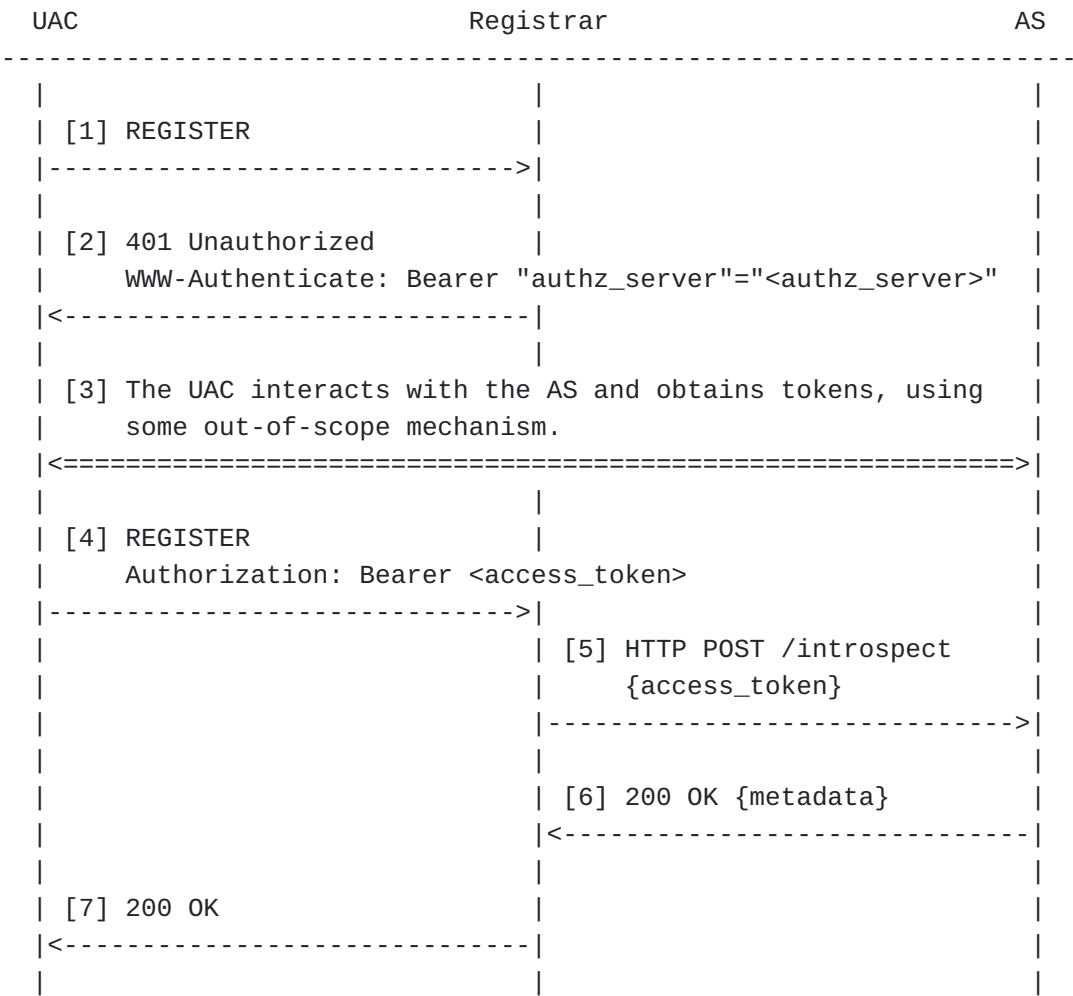 UAC Registrar AS
[1] REGISTER
[2] 401 Unauthorized
WWW-Authenticate: Bearer "authz_server"="<authz_server>"
[3] The UAC interacts with the AS and obtains tokens, using
some out-of-scope mechanism.
[4] REGISTER
Authorization: Bearer <access_token>
[5] HTTP POST /introspect
{access_token}
[6] 200 OK {metadata}
[7] 200 OK